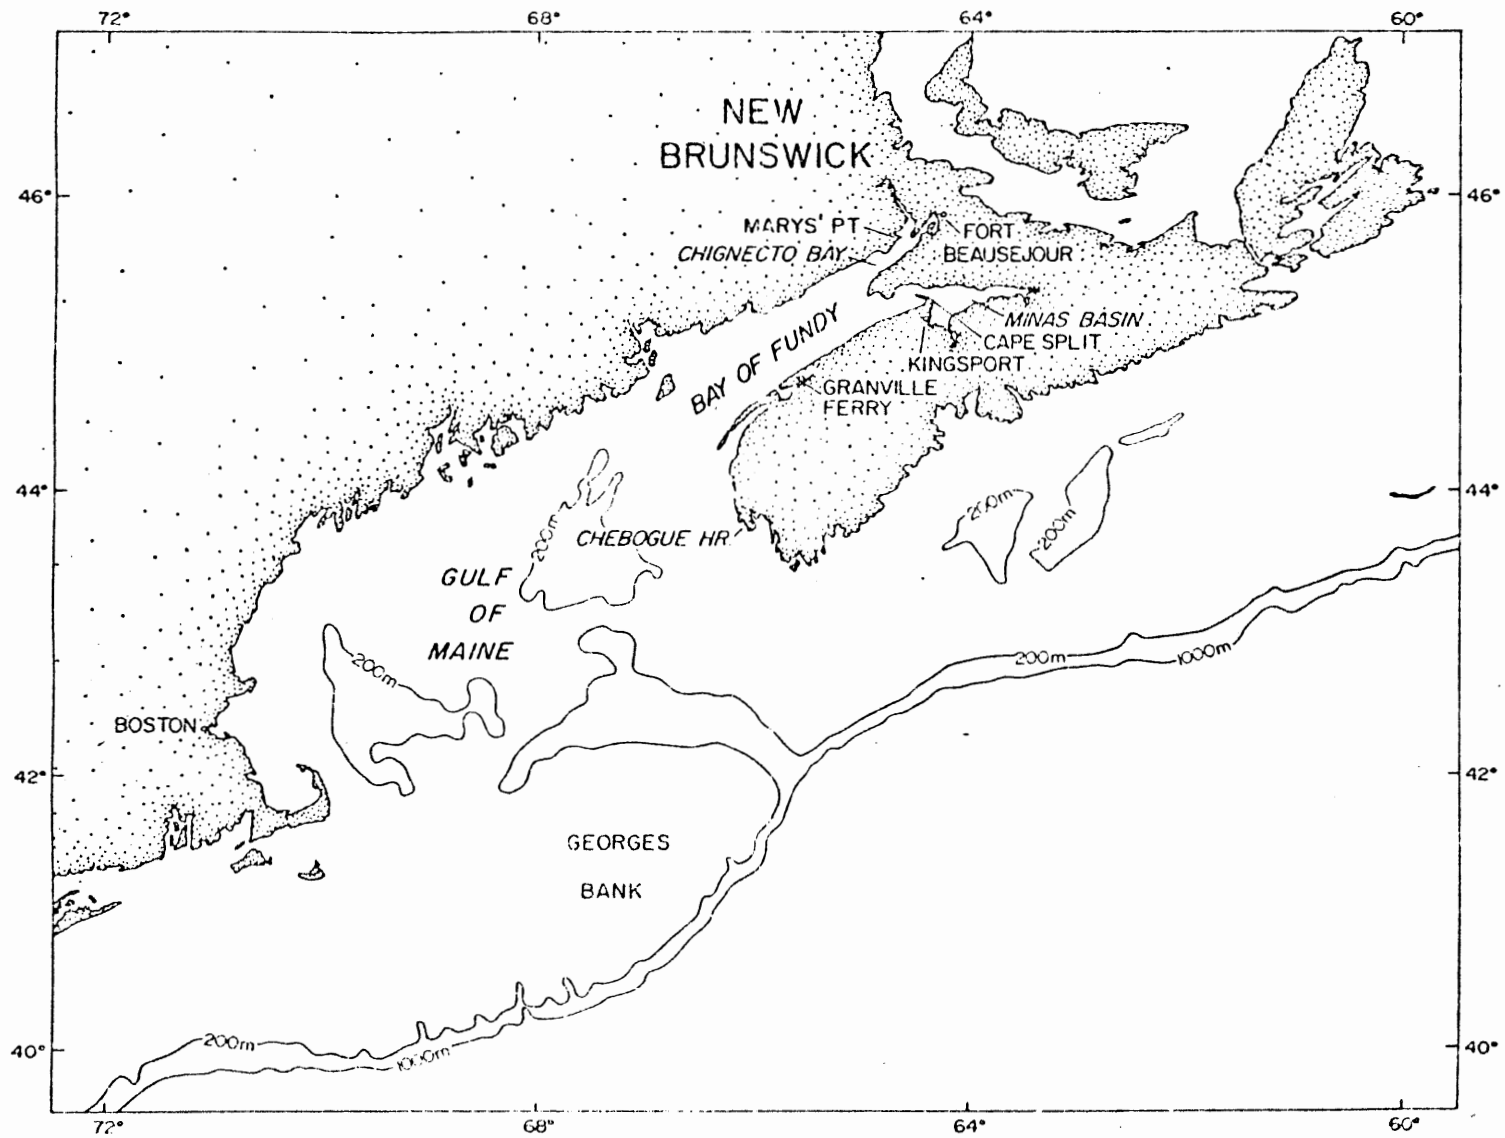 72° 68° 64° 60°
NEW
BRUNSWICK
46° 46°
MARYS' PT
FORT
CHIGNECTO BAY
BEAUSEJOUR
MINAS BASIN
CAPE SPLIT
KINGSPORT
BAY OF FUNDY
GRANVILLE
FERRY
44° 44°
200m
200m
200m
CHEBOGUE HR.
GULF
OF
MAINE
200m
200m
1000m
BOSTON
42° 42°
GEORGES
BANK
200m
1000m
40° 40°
72° 68° 64° 60°